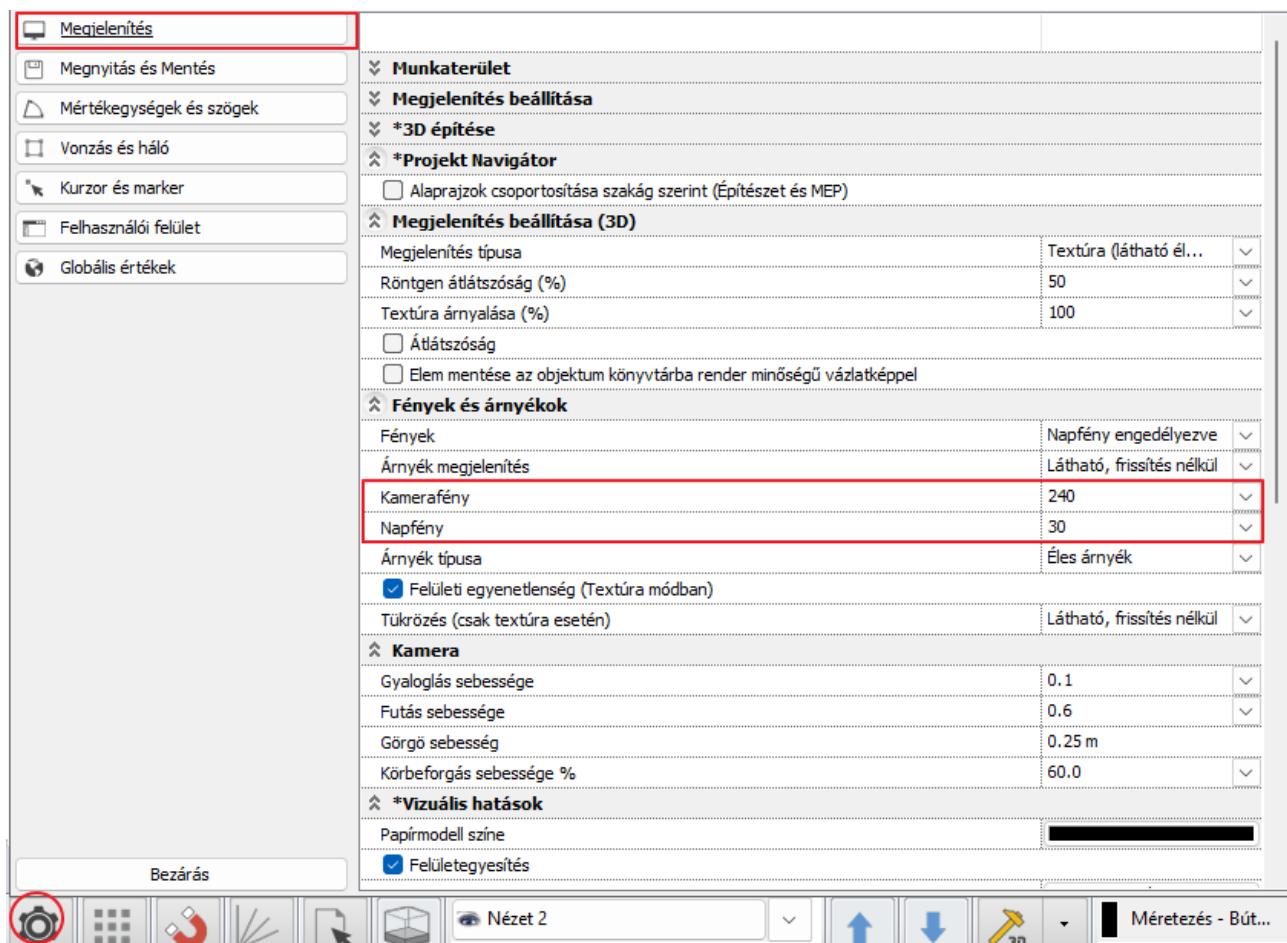 Megjelenítés
Megnyitás és Mentés
Mértékegységek és szögek
Vonzás és háló
Kurzor és marker
Felhasználói felület
Globális értékek
Bezárás
Munkaterület
Megjelenítés beállítása
*3D építése
*Projekt Navigátor
Alaprajzok csoportosítása szakág szerint (Építészet és MEP)
Megjelenítés beállítása (3D)
Megjelenítés típusa Textúra (látható él...
Röntgen átlátszóság (%) 50
Textúra árnyalása (%) 100
Átlátszóság
Elem mentése az objektum könyvtárba render minőségű vázlatképpel
Fények és árnyékok
Fények Napfény engedélyezve
Árnyék megjelenítés Látható, frissítés nélkül
Kamerafény 240
Napfény 30
Árnyék típusa Éles árnyék
Felületi egyenetlenség (Textúra módban)
Tükrözés (csak textúra esetén) Látható, frissítés nélkül
Kamera
Gyaloglás sebessége 0.1
Futás sebessége 0.6
Görgö sebesség 0.25 m
Körbeforgás sebessége % 60.0
*Vizuális hatások
Papírmodell színe
Felületegyesítés
Nézet 2 3D Méretezés - Büt...